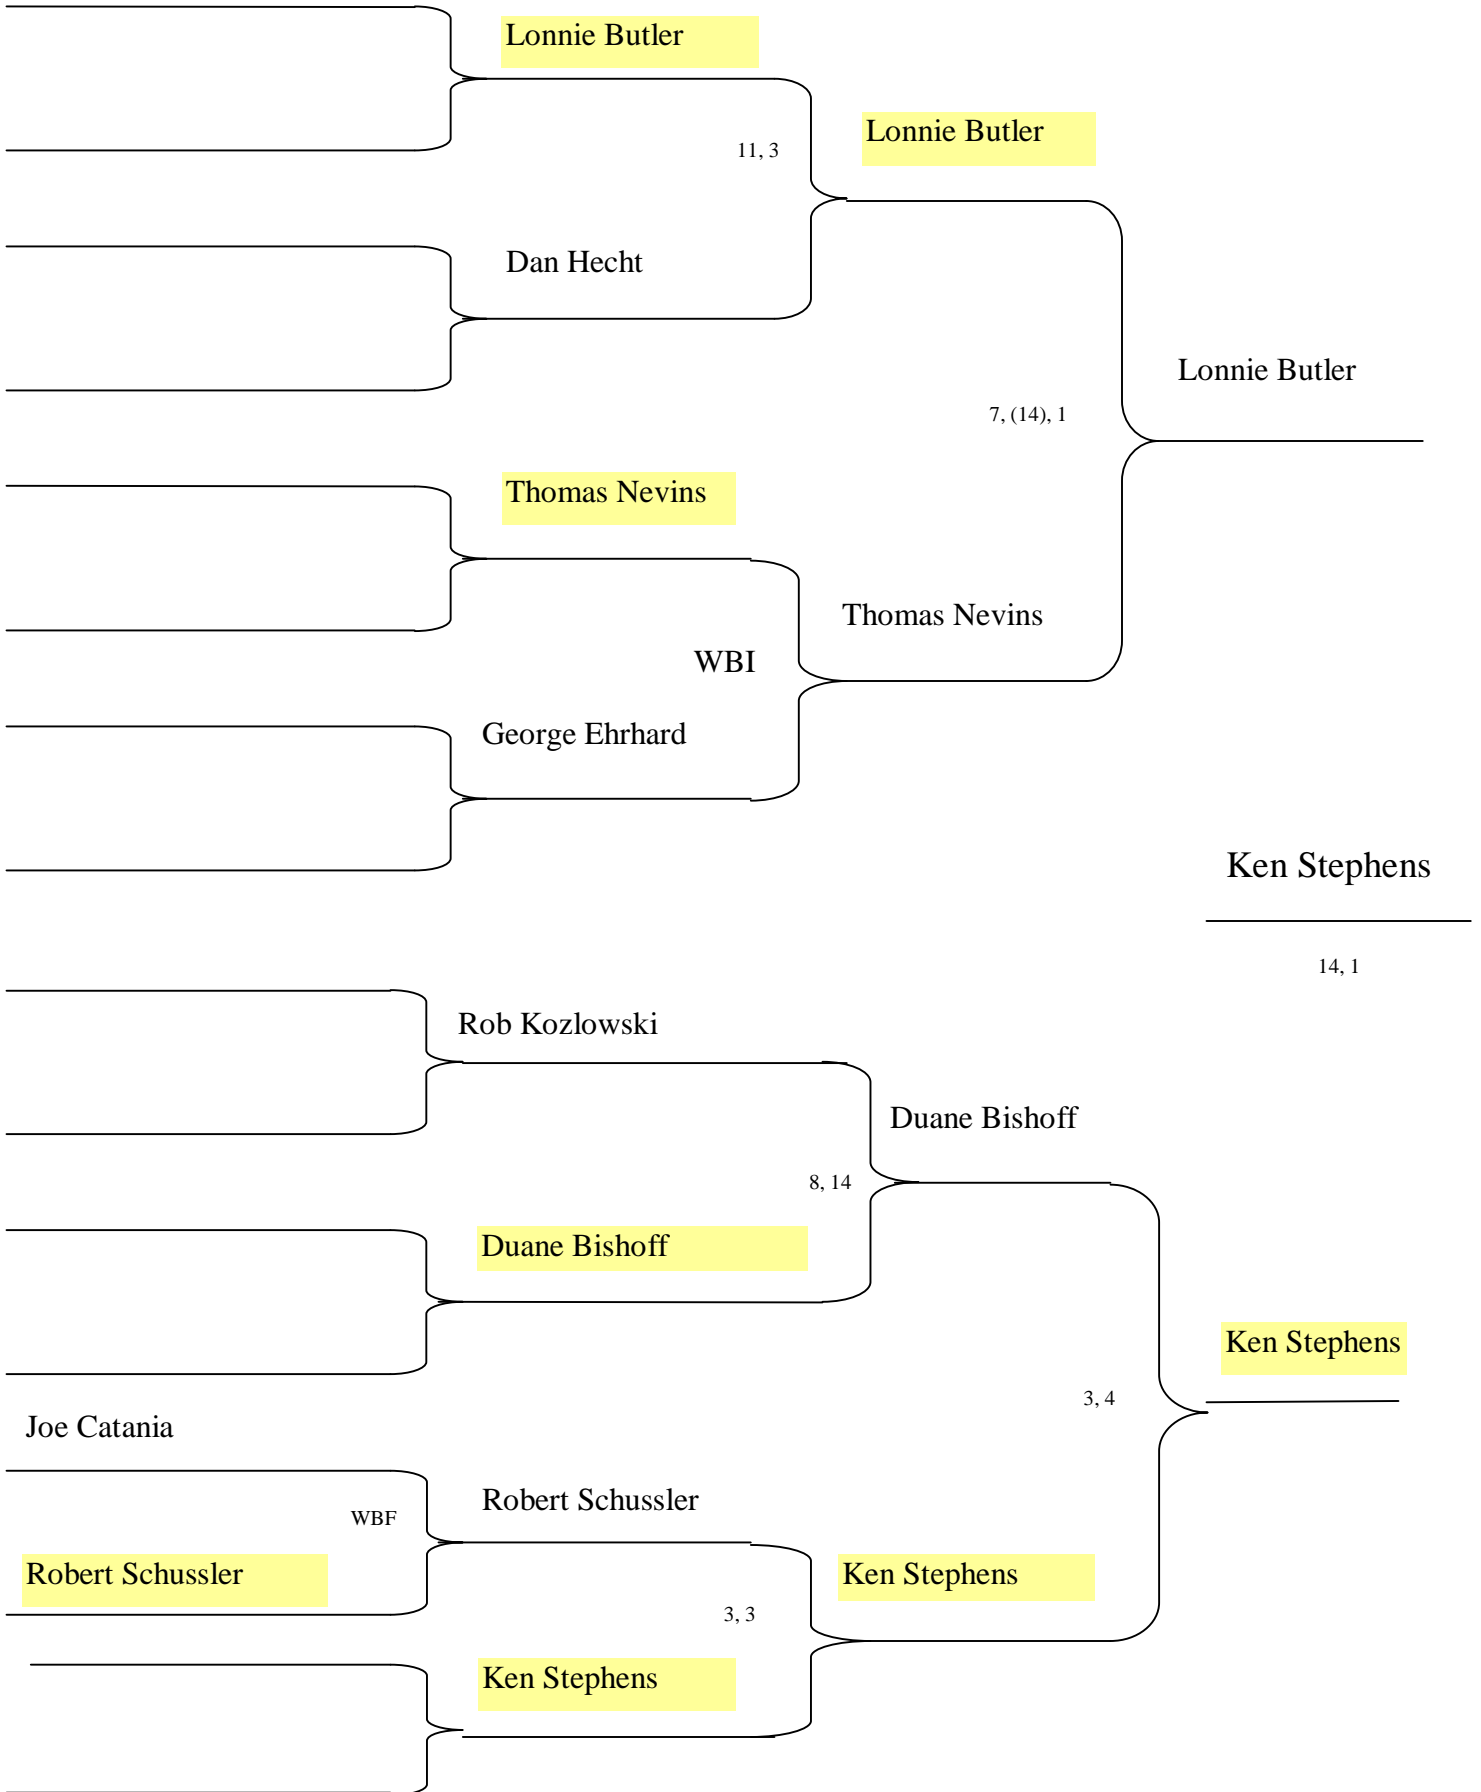 Lonnie Butler
Lonnie Butler
11, 3
Dan Hecht
Lonnie Butler
7, (14), 1
Thomas Nevins
Thomas Nevins
WBI
George Ehrhard
Ken Stephens
14, 1
Rob Kozlowski
Duane Bishoff
8, 14
Duane Bishoff
Ken Stephens
3, 4
Joe Catania
Robert Schussler
WBF
Robert Schussler
Ken Stephens
3, 3
Ken Stephens